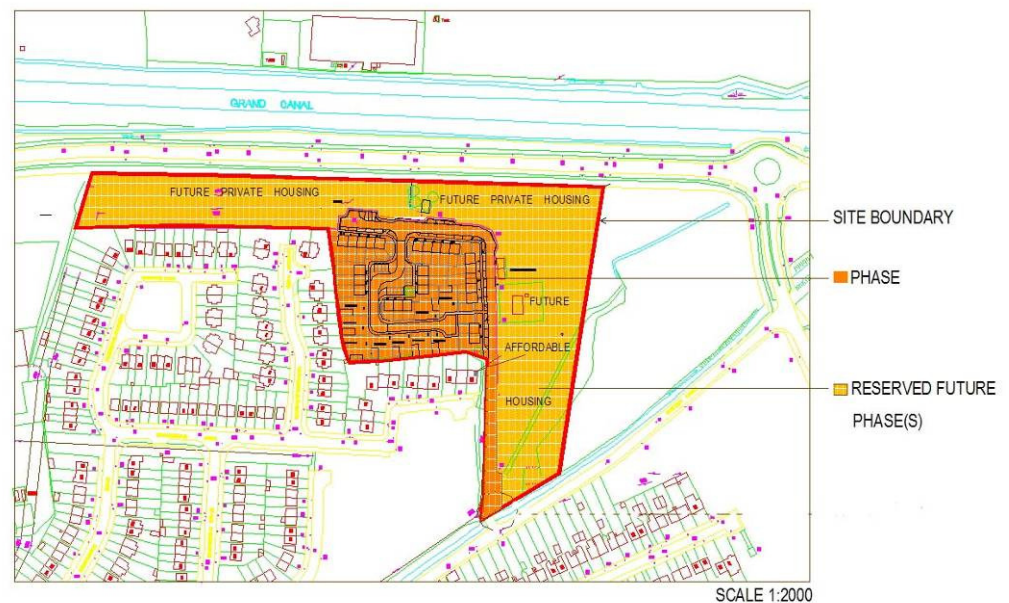 GRAND CANAL
FUTURE PRIVATE HOUSING
FUTURE PRIVATE HOUSING
SITE BOUNDARY
PHASE
FUTURE
AFFORDABLE
HOUSING
RESERVED FUTURE
PHASE(S)
SCALE 1:2000